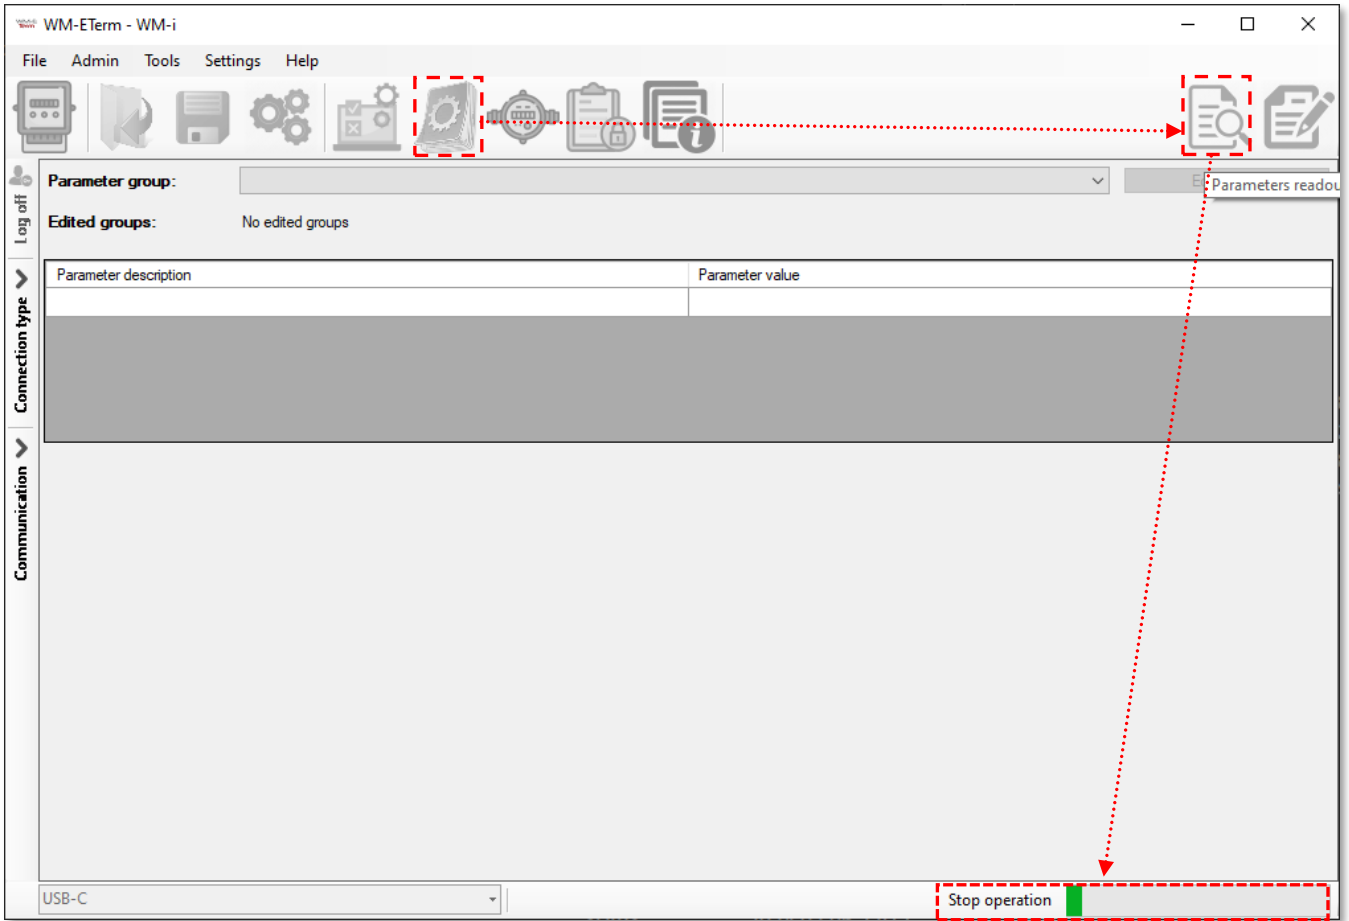 WM-ETerm - WM-i
File Admin Tools Settings Help
Parameter group:
Parameters readou
Edited groups: No edited groups
Parameter description Parameter value
Log off
Connection type
Communication
USB-C
Stop operation